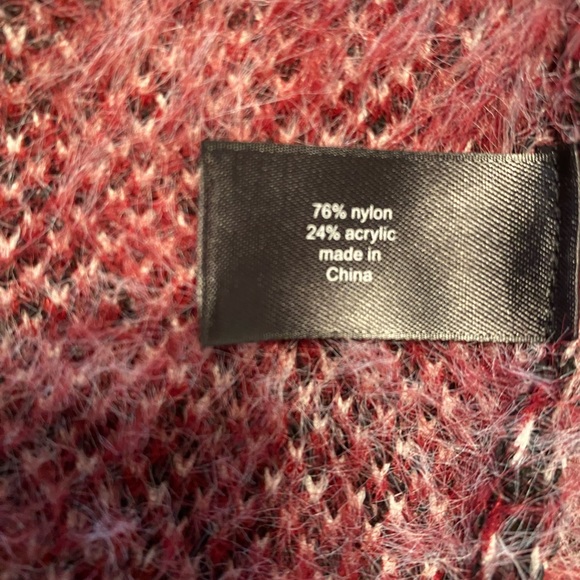 76% nylon
24% acrylic
made in
China